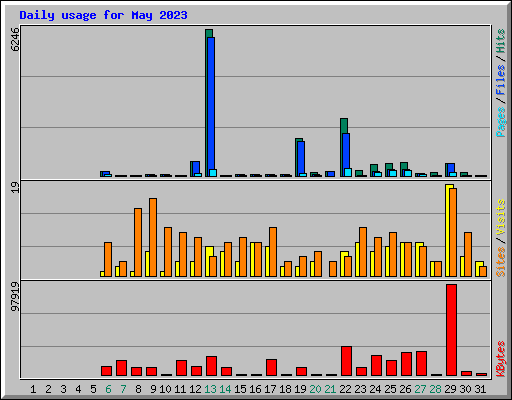 Daily usage for May 2023
6246
Pages / Files / Hits
19
Sites / Visits
97919
KBytes
1 2 3 4 5 6 7 8 9 10 11 12 13 14 15 16 17 18 19 20 21 22 23 24 25 26 27 28 29 30 31